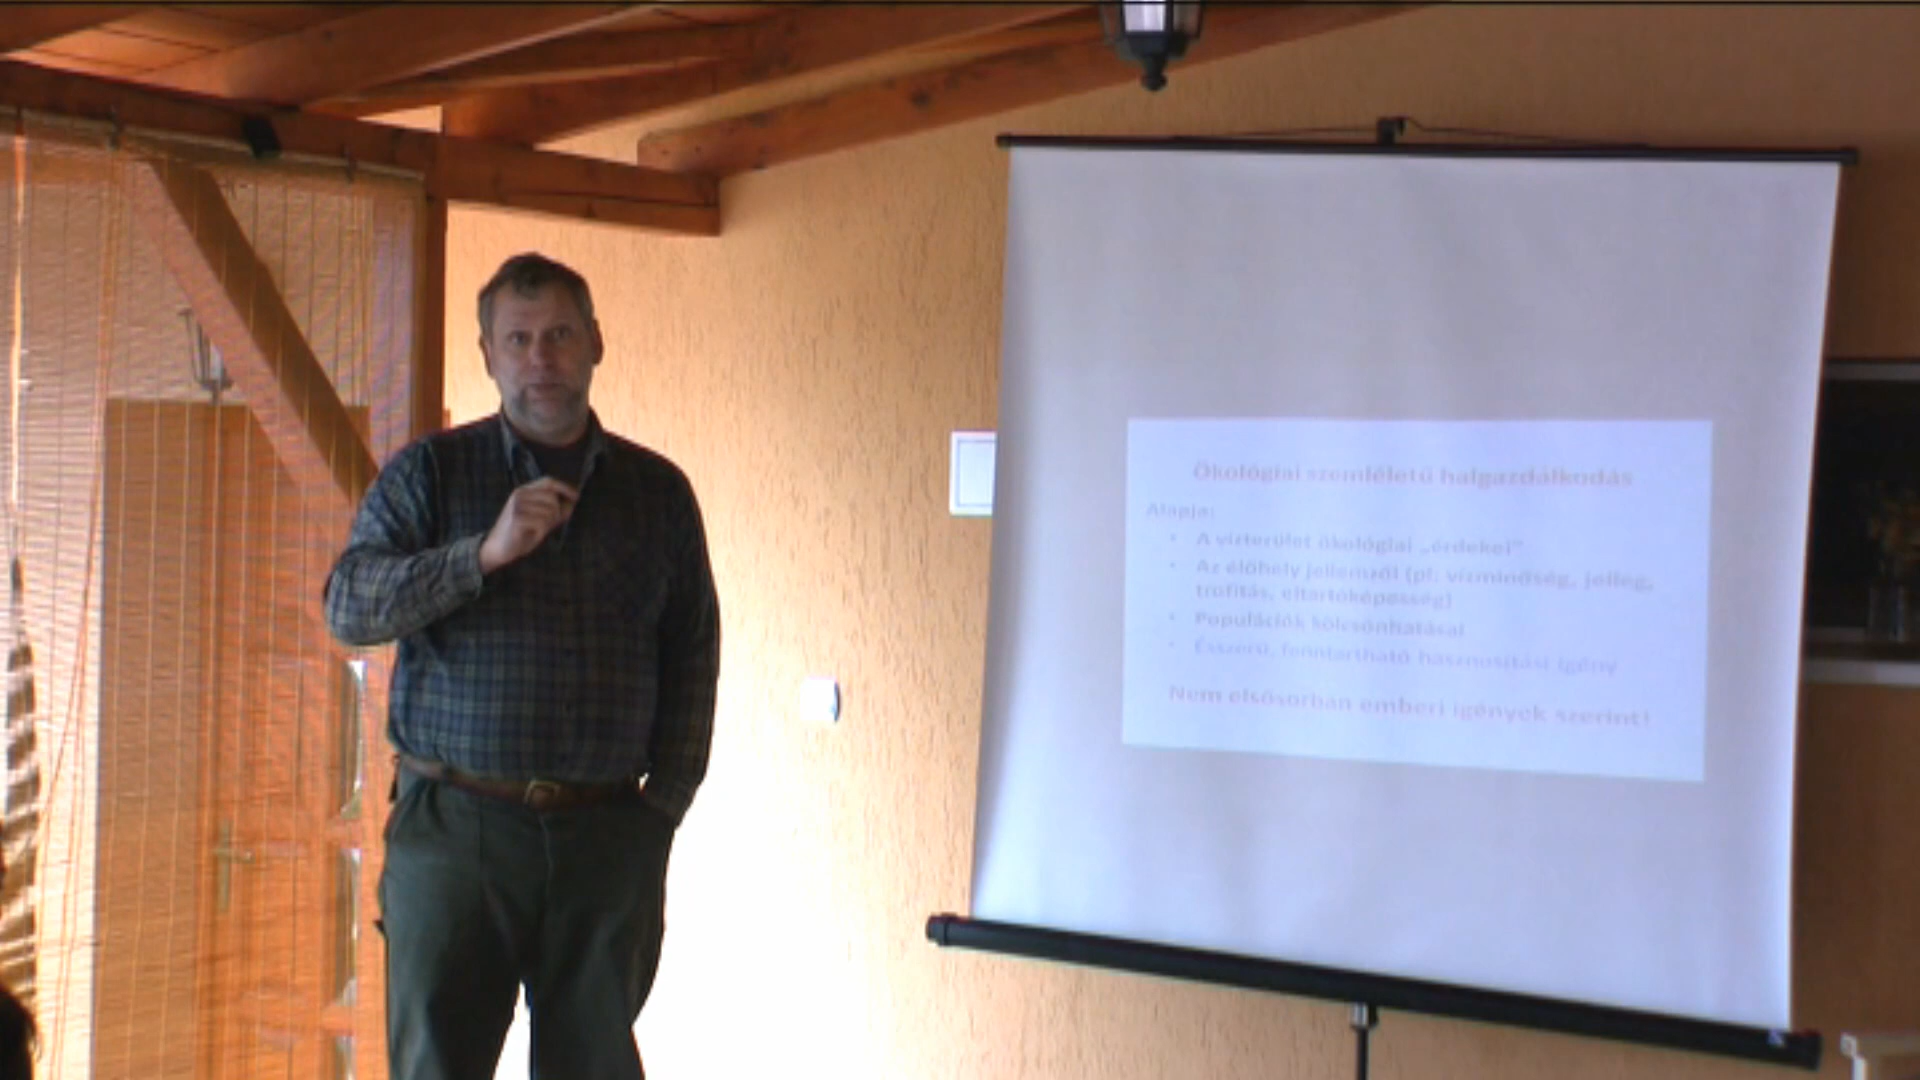 Ökológiai szemléletű halgazdálkodás
Alapja:
• A vízterület ökológiai „érdekei"
• Az élőhely jellemzői (pl. vízminőség, jelleg,
trofitás, eltartóképesség)
• Populációk kölcsönhatásai
• Ésszerű, fenntartható hasznosítási igény
Nem elsősorban emberi igények szerint!